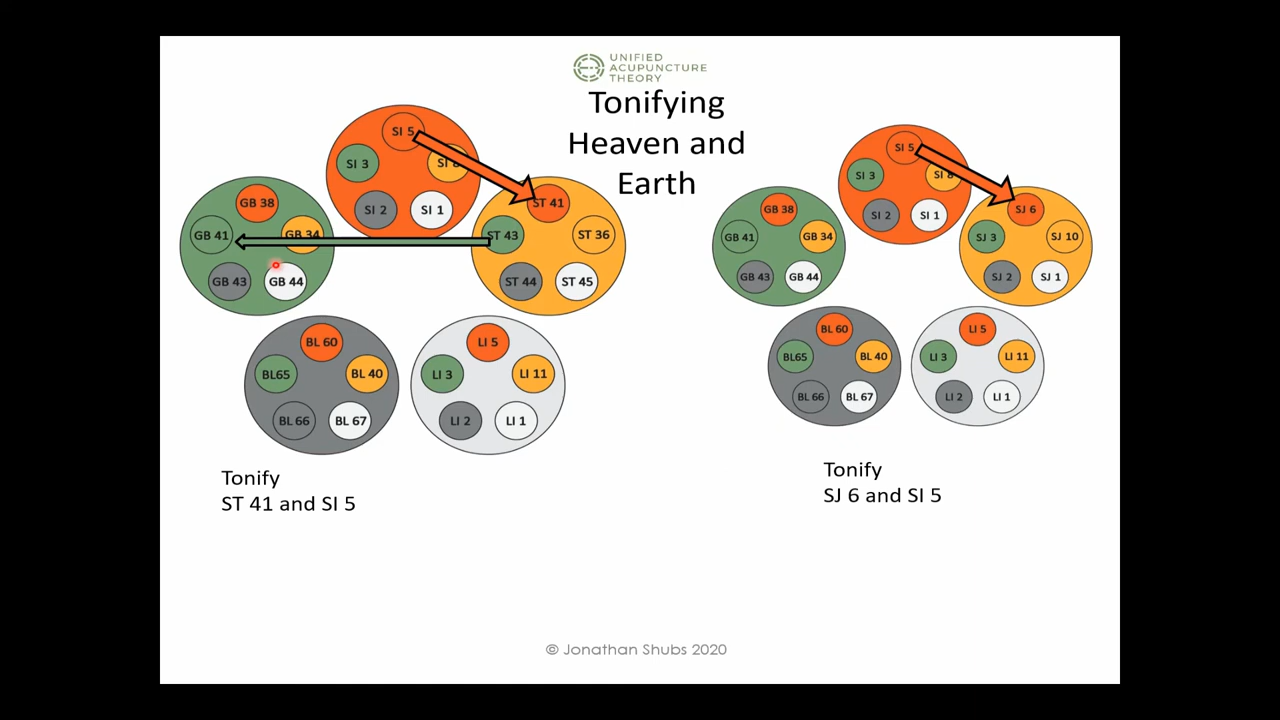 UNIFIED
ACUPUNCTURE
THEORY
Tonifying
Heaven and
Earth
SI 5
SI 3
SI 8
SI 2
SI 1
GB 38
GB 41
GB 34
GB 43
GB 44
ST 41
ST 43
ST 36
ST 44
ST 45
BL 60
BL65
BL 40
BL 66
BL 67
LI 5
LI 3
LI 11
LI 2
LI 1
Tonify
ST 41 and SI 5
SI 5
SI 3
SI 8
SI 2
SI 1
GB 38
GB 41
GB 34
GB 43
GB 44
SJ 6
SJ 3
SJ 10
SJ 2
SJ 1
BL 60
BL65
BL 40
BL 66
BL 67
LI 5
LI 3
LI 11
LI 2
LI 1
Tonify
SJ 6 and SI 5
© Jonathan Shubs 2020